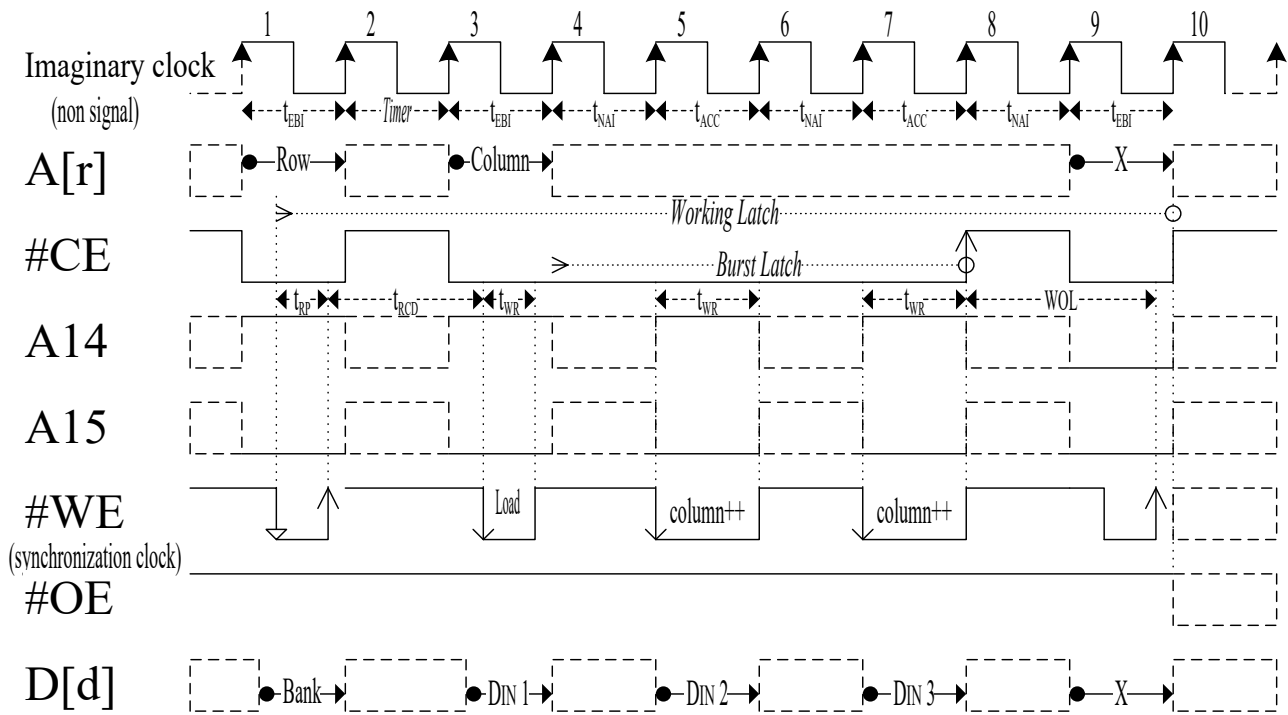 1 2 3 4 5 6 7 8 9 10
Imaginary clock
(non signal)
tEBI Timer tEBI tNAI tACC tNAI tACC tNAI tEBI
A[r] Row Column X
Working Latch
#CE
Burst Latch
tRP tRCD tWR tWR tWR WOL
A14
A15
#WE Load column++ column++
(synchronization clock)
#OE
D[d] Bank DIN 1 DIN 2 DIN 3 X